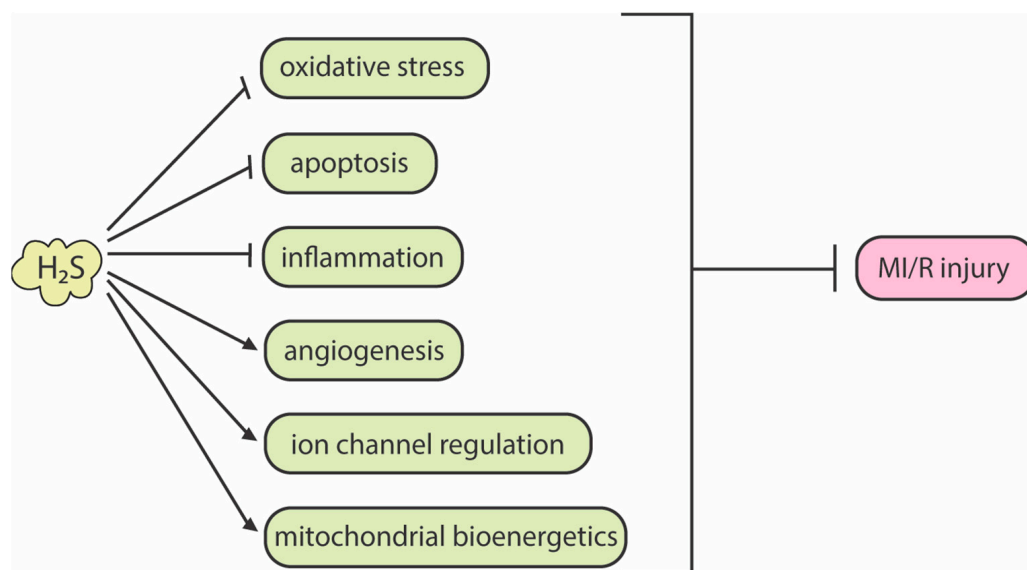 oxidative stress
apoptosis
inflammation
H₂S
MI/R injury
angiogenesis
ion channel regulation
mitochondrial bioenergetics